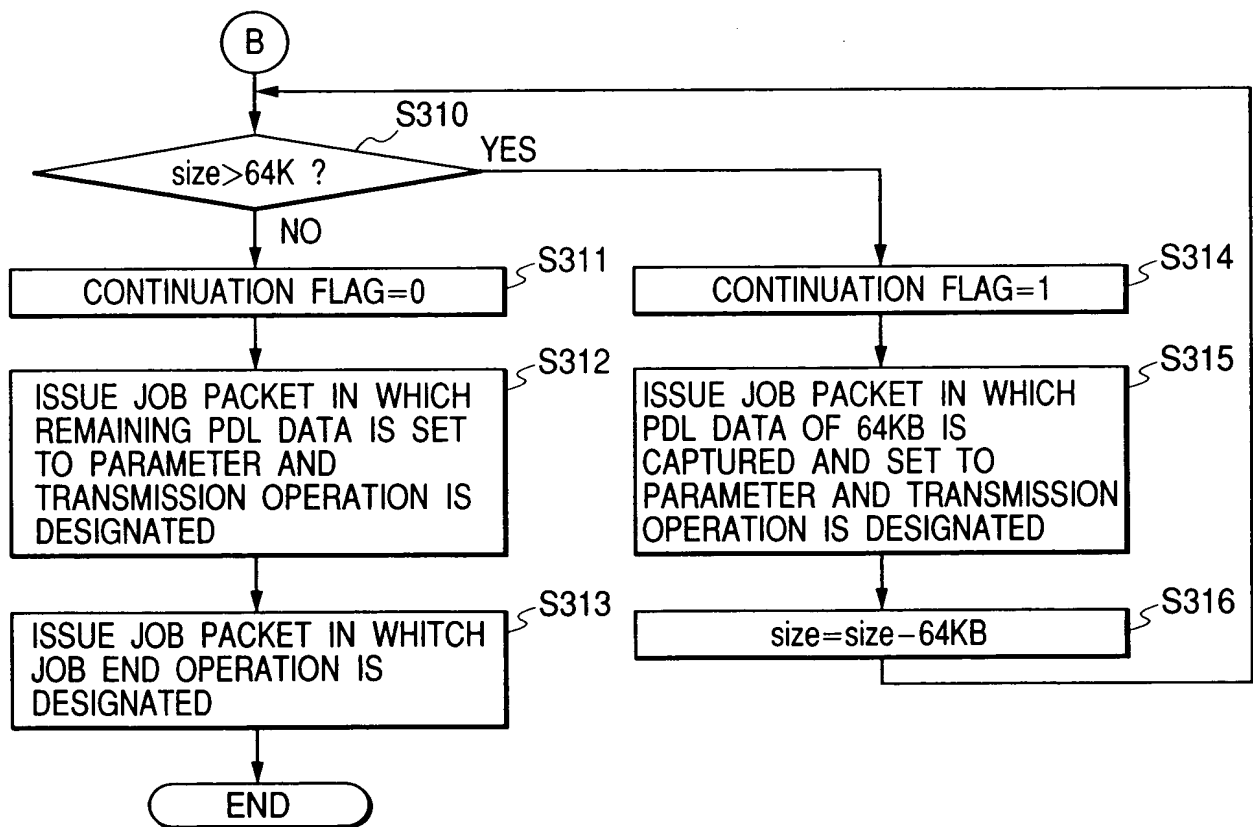 B
S310
size>64K ?
YES
NO
S311
CONTINUATION FLAG=0
S312
ISSUE JOB PACKET IN WHICH
REMAINING PDL DATA IS SET
TO PARAMETER AND
TRANSMISSION OPERATION IS
DESIGNATED
S313
ISSUE JOB PACKET IN WHITCH
JOB END OPERATION IS
DESIGNATED
END
S314
CONTINUATION FLAG=1
S315
ISSUE JOB PACKET IN WHICH
PDL DATA OF 64KB IS
CAPTURED AND SET TO
PARAMETER AND TRANSMISSION
OPERATION IS DESIGNATED
S316
size=size-64KB